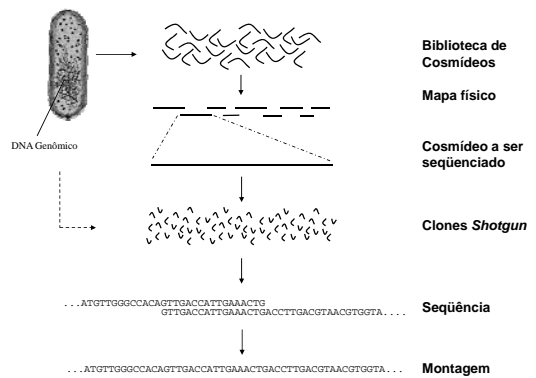 Biblioteca de
Cosmídeos
Mapa físico
DNA Genômico
Cosmídeo a ser
seqüenciado
Clones Shotgun
...ATGTTGGGCCACAGTTGACCATTGAAACTG
GTTGACCATTGAAACTGACCTTGACGTAACGTGGTA....
Seqüência
...ATGTTGGGCCACAGTTGACCATTGAAACTGACCTTGACGTAACGTGGTA...
Montagem